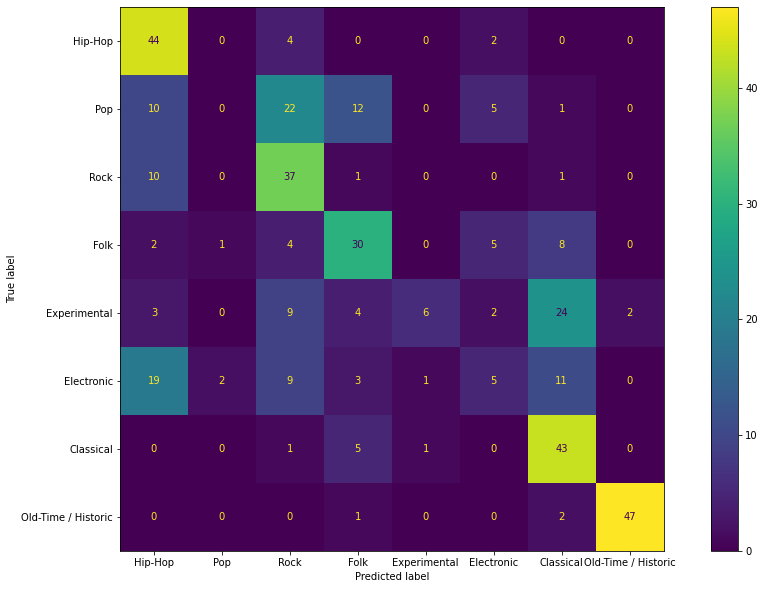 Hip-Hop 44 0 4 0 0 2 0 0
Pop 10 0 22 12 0 5 1 0
Rock 10 0 37 1 0 0 1 0
Folk 2 1 4 30 0 5 8 0
Experimental 3 0 9 4 6 2 24 2
Electronic 19 2 9 3 1 5 11 0
Classical 0 0 1 5 1 0 43 0
Old-Time / Historic 0 0 0 1 0 0 2 47
Hip-Hop Pop Rock Folk Experimental Electronic Classical Old-Time / Historic
Predicted label
True label
40
30
20
10
0